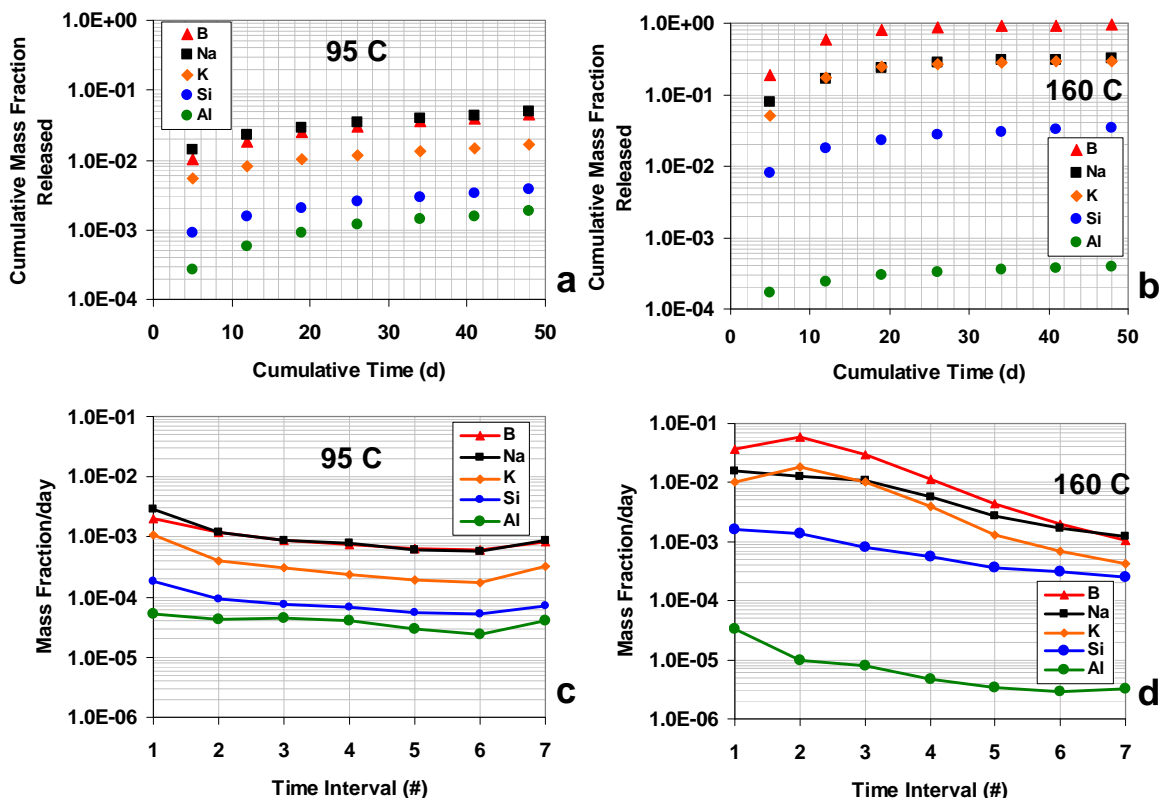 Cumulative Mass Fraction
Released
1.0E+00
1.0E-01
1.0E-02
1.0E-03
1.0E-04
B
Na
K
Si
Al
95 C
a
0
10
20
30
40
50
Cumulative Time (d)
Cumulative Mass Fraction
Released
1.0E+00
1.0E-01
1.0E-02
1.0E-03
1.0E-04
160 C
B
Na
K
Si
Al
b
0
10
20
30
40
50
Cumulative Time (d)
Mass Fraction/day
1.0E-01
1.0E-02
1.0E-03
1.0E-04
1.0E-05
1.0E-06
95 C
B
Na
K
Si
Al
c
1
2
3
4
5
6
7
Time Interval (#)
Mass Fraction/day
1.0E-01
1.0E-02
1.0E-03
1.0E-04
1.0E-05
1.0E-06
160 C
B
Na
K
Si
Al
d
1
2
3
4
5
6
7
Time Interval (#)